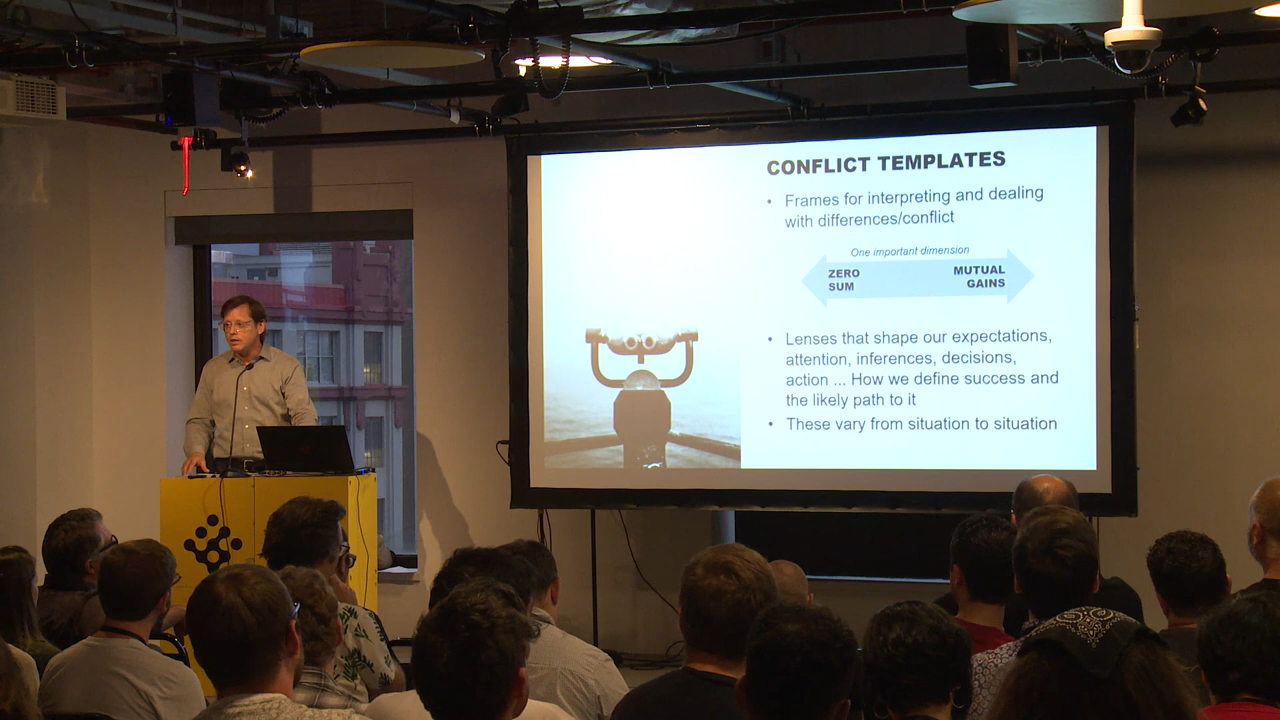 CONFLICT TEMPLATES
• Frames for interpreting and dealing
with differences/conflict
One important dimension
ZERO
SUM
MUTUAL
GAINS
• Lenses that shape our expectations,
attention, inferences, decisions,
action ... How we define success and
the likely path to it
• These vary from situation to situation